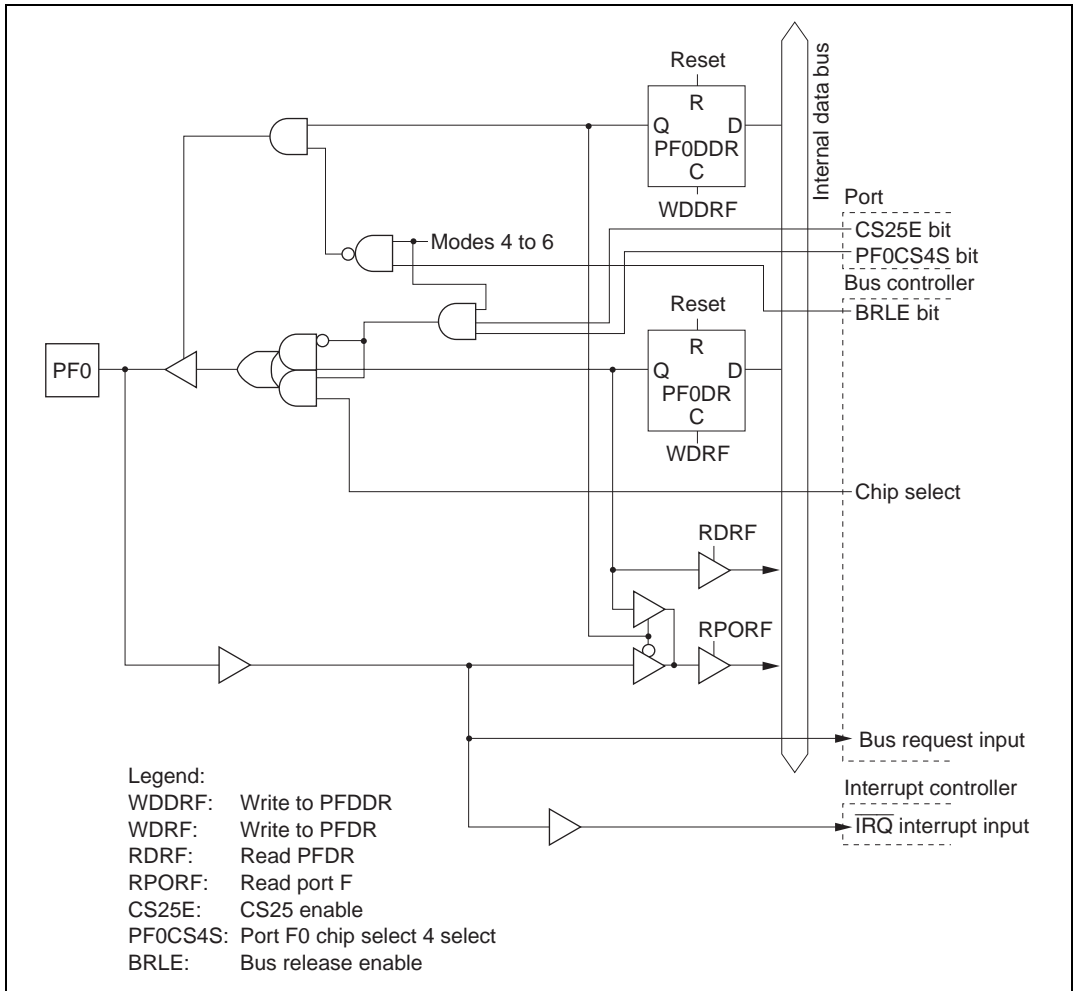 Reset
R
Q D
PF0DDR
C
WDDRF
Internal data bus
Port
CS25E bit
PF0CS4S bit
Bus controller
BRLE bit
Modes 4 to 6
Reset
R
Q D
PF0DR
C
WDRF
PF0
Chip select
RDRF
RPORF
Bus request input
Interrupt controller
I̅R̅Q̅ interrupt input
Legend:
WDDRF: Write to PFDDR
WDRF: Write to PFDR
RDRF: Read PFDR
RPORF: Read port F
CS25E: CS25 enable
PF0CS4S: Port F0 chip select 4 select
BRLE: Bus release enable